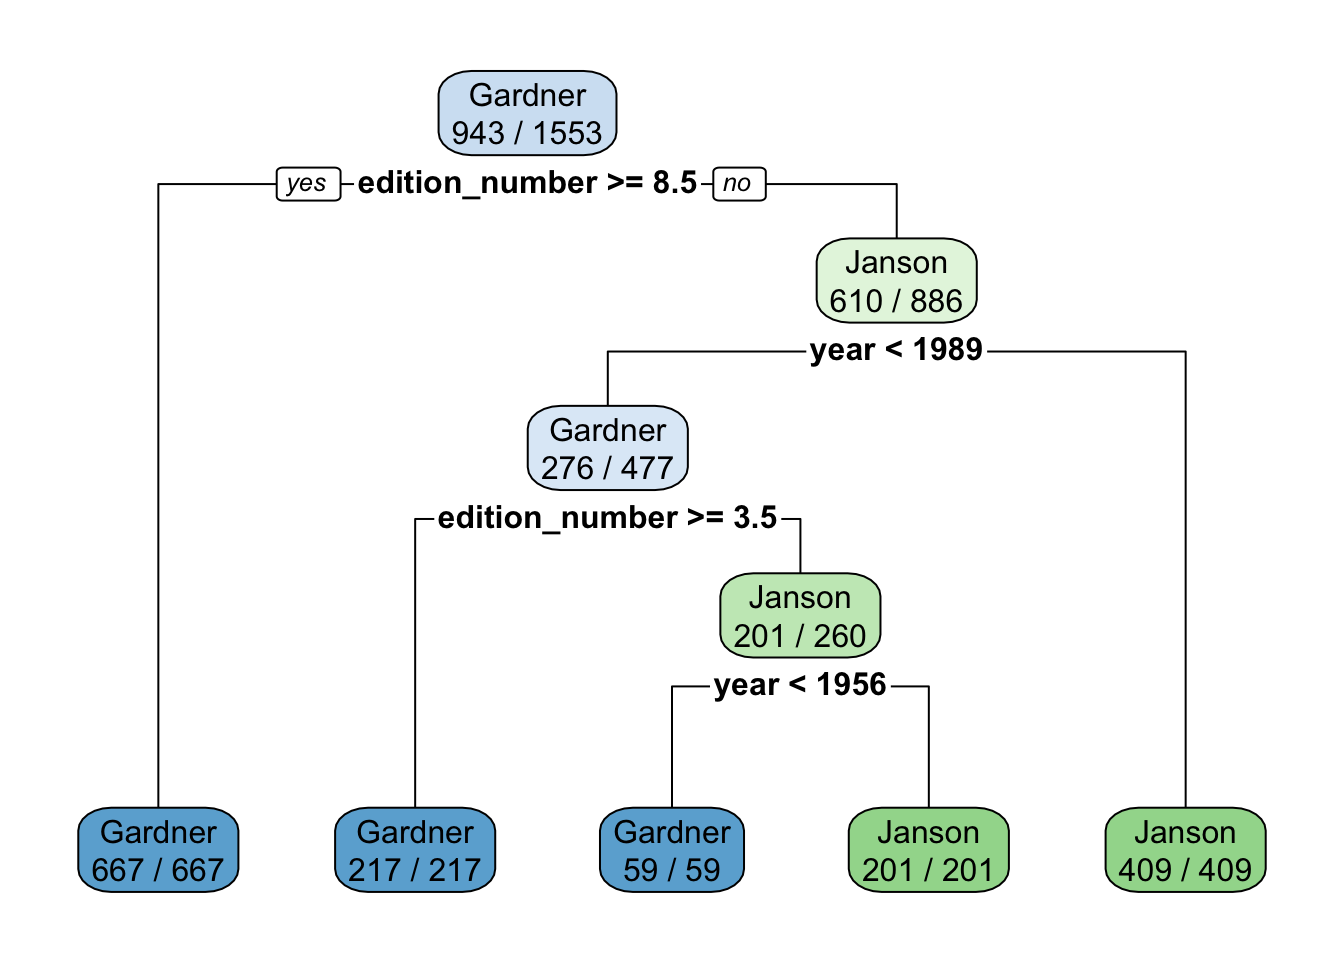 Gardner
943 / 1553
yes edition_number >= 8.5 no
Janson
610 / 886
year < 1989
Gardner
276 / 477
edition_number >= 3.5
Janson
201 / 260
year < 1956
Gardner
667 / 667
Gardner
217 / 217
Gardner
59 / 59
Janson
201 / 201
Janson
409 / 409